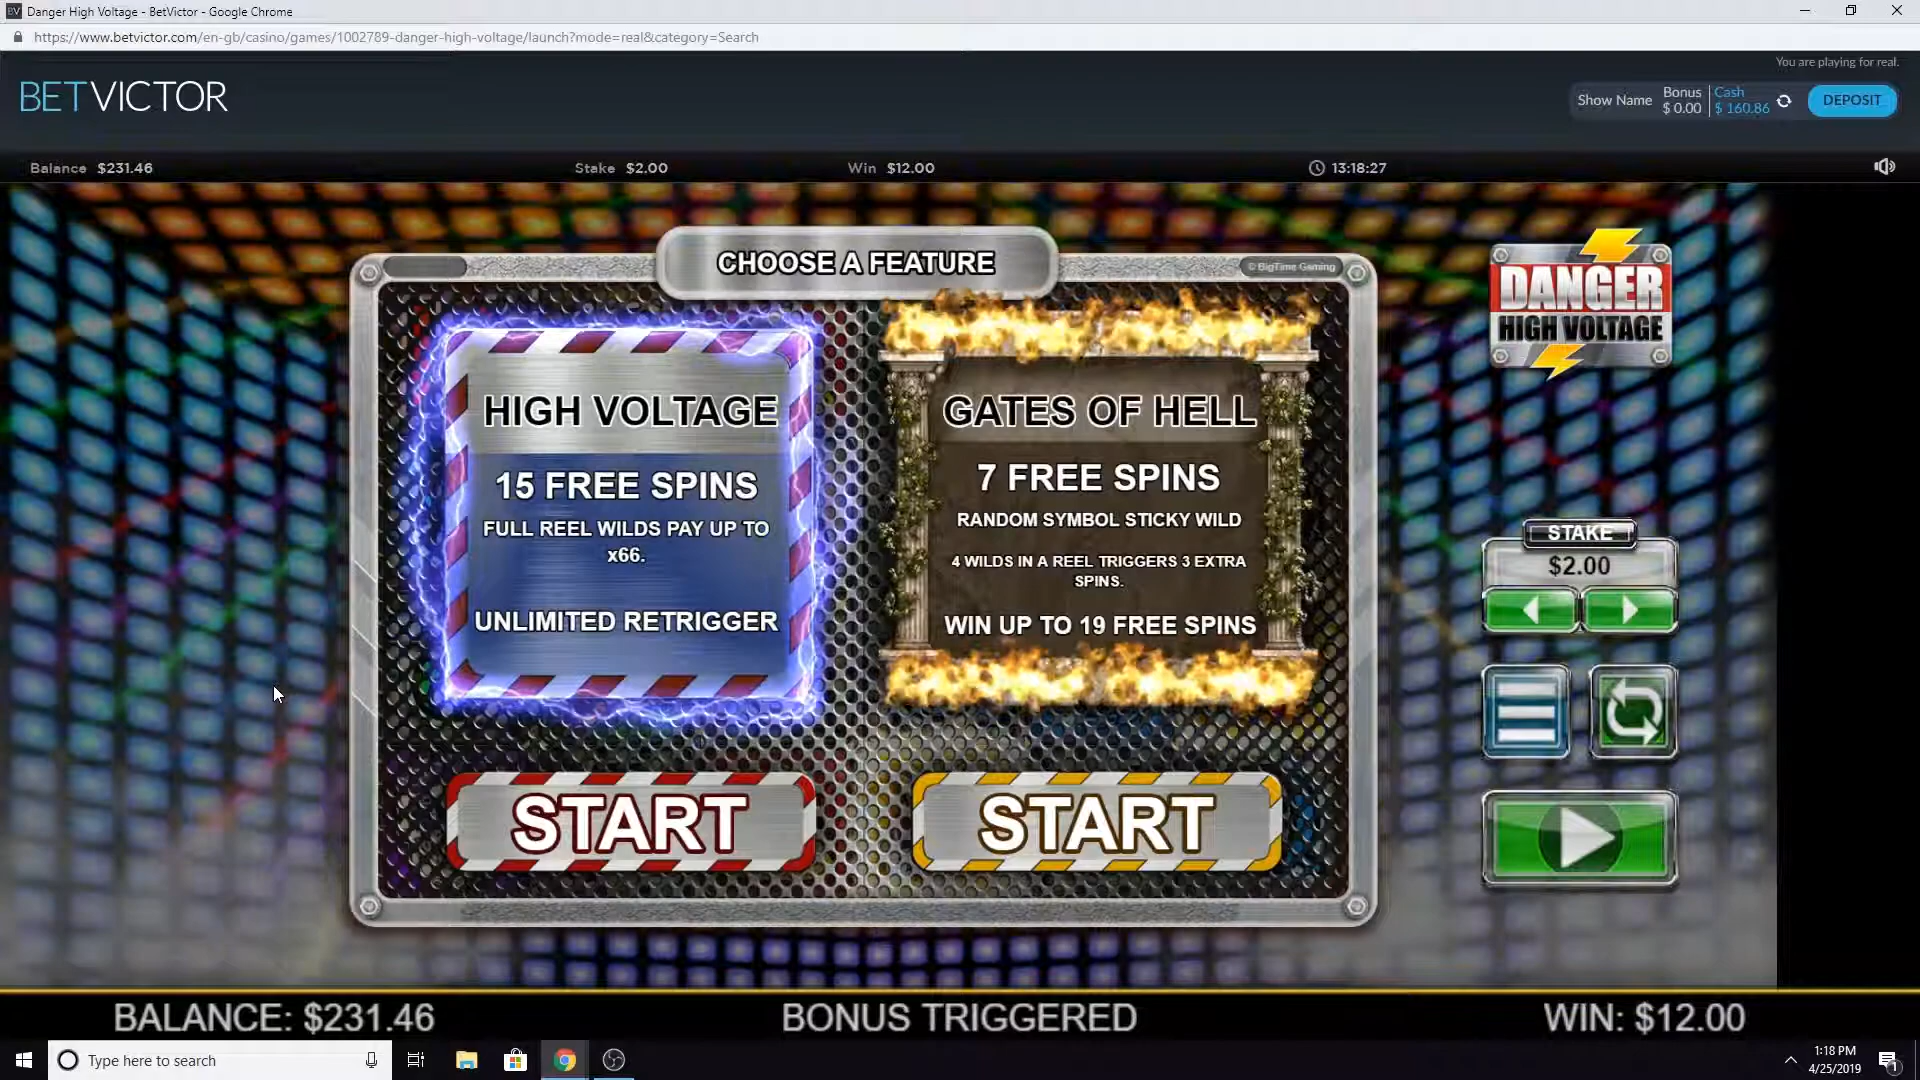 Danger High Voltage - BetVictor - Google Chrome
https://www.betvictor.com/en-gb/casino/games/1002789-danger-high-voltage/launch?mode=real&category=Search
You are playing for real.
BETVICTOR
Show Name
Bonus
$ 0.00
Cash
$ 160.86
DEPOSIT
Balance $231.46
Stake $2.00
Win $12.00
13:18:27
CHOOSE A FEATURE
© BigTime Gaming
DANGER
HIGH VOLTAGE
HIGH VOLTAGE
15 FREE SPINS
FULL REEL WILDS PAY UP TO
x66.
UNLIMITED RETRIGGER
START
GATES OF HELL
7 FREE SPINS
RANDOM SYMBOL STICKY WILD
4 WILDS IN A REEL TRIGGERS 3 EXTRA
SPINS.
WIN UP TO 19 FREE SPINS
START
STAKE
$2.00
BALANCE: $231.46
BONUS TRIGGERED
WIN: $12.00
Type here to search
1:18 PM
4/25/2019
1